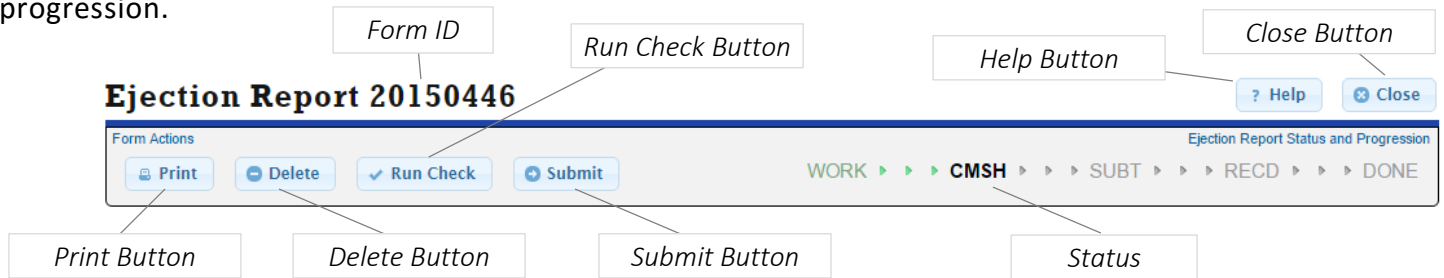 progression.
Form ID
Run Check Button
Help Button
Close Button
Ejection Report 20150446
? Help
Close
Form Actions
Ejection Report Status and Progression
Print
Delete
Run Check
Submit
WORK CMSH SUBT RECD DONE
Print Button
Delete Button
Submit Button
Status